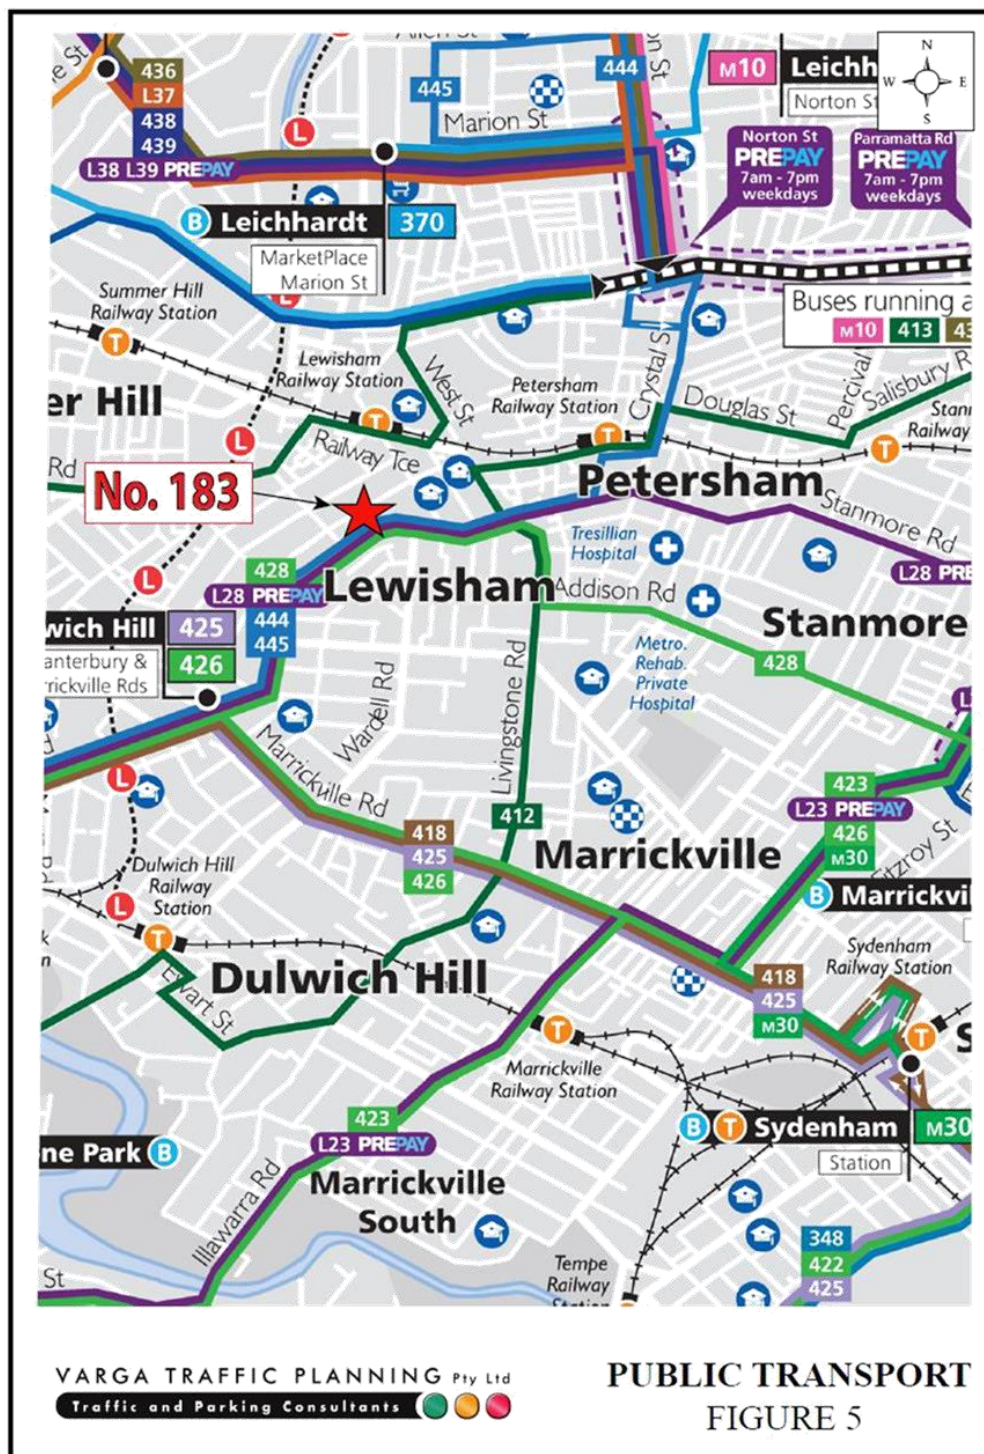 Allen St
N
W E
S
436
L37
438
439
L38 L39 PREPAY
445
444
Marion St
M10
Leichh
Norton St
Norton St
PREPAY
7am - 7pm
weekdays
Parramatta Rd
PREPAY
7am - 7pm
weekdays
L
B Leichhardt 370
MarketPlace
Marion St
L
Summer Hill
Railway Station
T
Buses running a
M10 413 43
Lewisham
Railway Station
T
West St
Petersham
Railway Station
T
Crystal St
Douglas St
Percival
Salisbury R
Stan
Railway
T
er Hill
L
Railway Tce
Rd
No. 183
Petersham
Stanmore Rd
Tresillian
Hospital
L28 PRE
L
428
L28 PREPAY
444
445
Lewisham
Addison Rd
Stanmore
428
wich Hill 425
426
anterbury &
rrickville Rds
Metro.
Rehab.
Private
Hospital
Wardell Rd
Livingstone Rd
Marrickville Rd
L
412
418
425
426
423
L23 PREPAY
426
M30
Fitzroy St
Marrickville
B Marrickvil
Dulwich Hill
Railway
Station
L
T
Dulwich Hill
Ewart St
Sydenham
Railway Station
T
418
425
M30
S
T
Marrickville
Railway Station
423
L23 PREPAY
B T Sydenham M30
Station
ne Park B
Marrickville
South
Illawarra Rd
348
422
425
Tempe
Railway
Station
St
VARGA TRAFFIC PLANNING Pty Ltd
Traffic and Parking Consultants
PUBLIC TRANSPORT
FIGURE 5